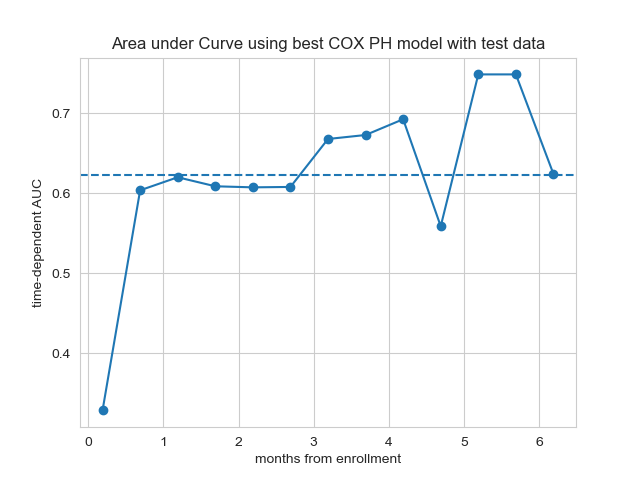 Area under Curve using best COX PH model with test data
time-dependent AUC
0.7
0.6
0.5
0.4
0 1 2 3 4 5 6
months from enrollment